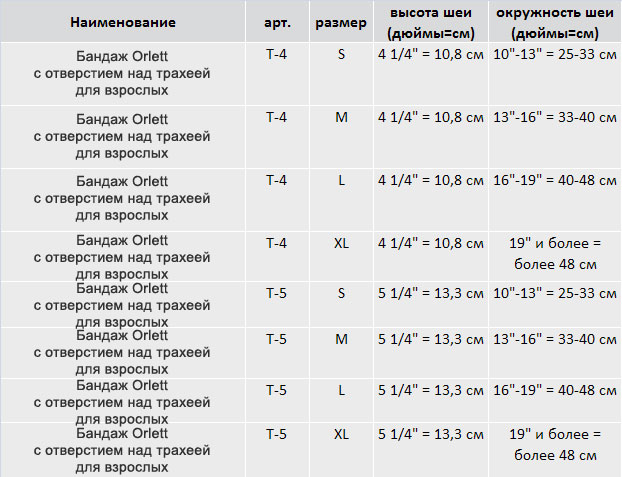 Наименование арт. размер высота шеи (дюймы=см) окружность шеи (дюймы=см)
Бандаж Orlett Т-4 S 4 1/4" = 10,8 см 10"-13" = 25-33 см
с отверстием над трахеей
для взрослых
Бандаж Orlett Т-4 M 4 1/4" = 10,8 см 13"-16" = 33-40 см
с отверстием над трахеей
для взрослых
Бандаж Orlett Т-4 L 4 1/4" = 10,8 см 16"-19" = 40-48 см
с отверстием над трахеей
для взрослых
Бандаж Orlett Т-4 XL 4 1/4" = 10,8 см 19" и более =
с отверстием над трахеей более 48 см
для взрослых
Бандаж Orlett Т-5 S 5 1/4" = 13,3 см 10"-13" = 25-33 см
с отверстием над трахеей
для взрослых
Бандаж Orlett Т-5 M 5 1/4" = 13,3 см 13"-16" = 33-40 см
с отверстием над трахеей
для взрослых
Бандаж Orlett Т-5 L 5 1/4" = 13,3 см 16"-19" = 40-48 см
с отверстием над трахеей
для взрослых
Бандаж Orlett Т-5 XL 5 1/4" = 13,3 см 19" и более =
с отверстием над трахеей более 48 см
для взрослых